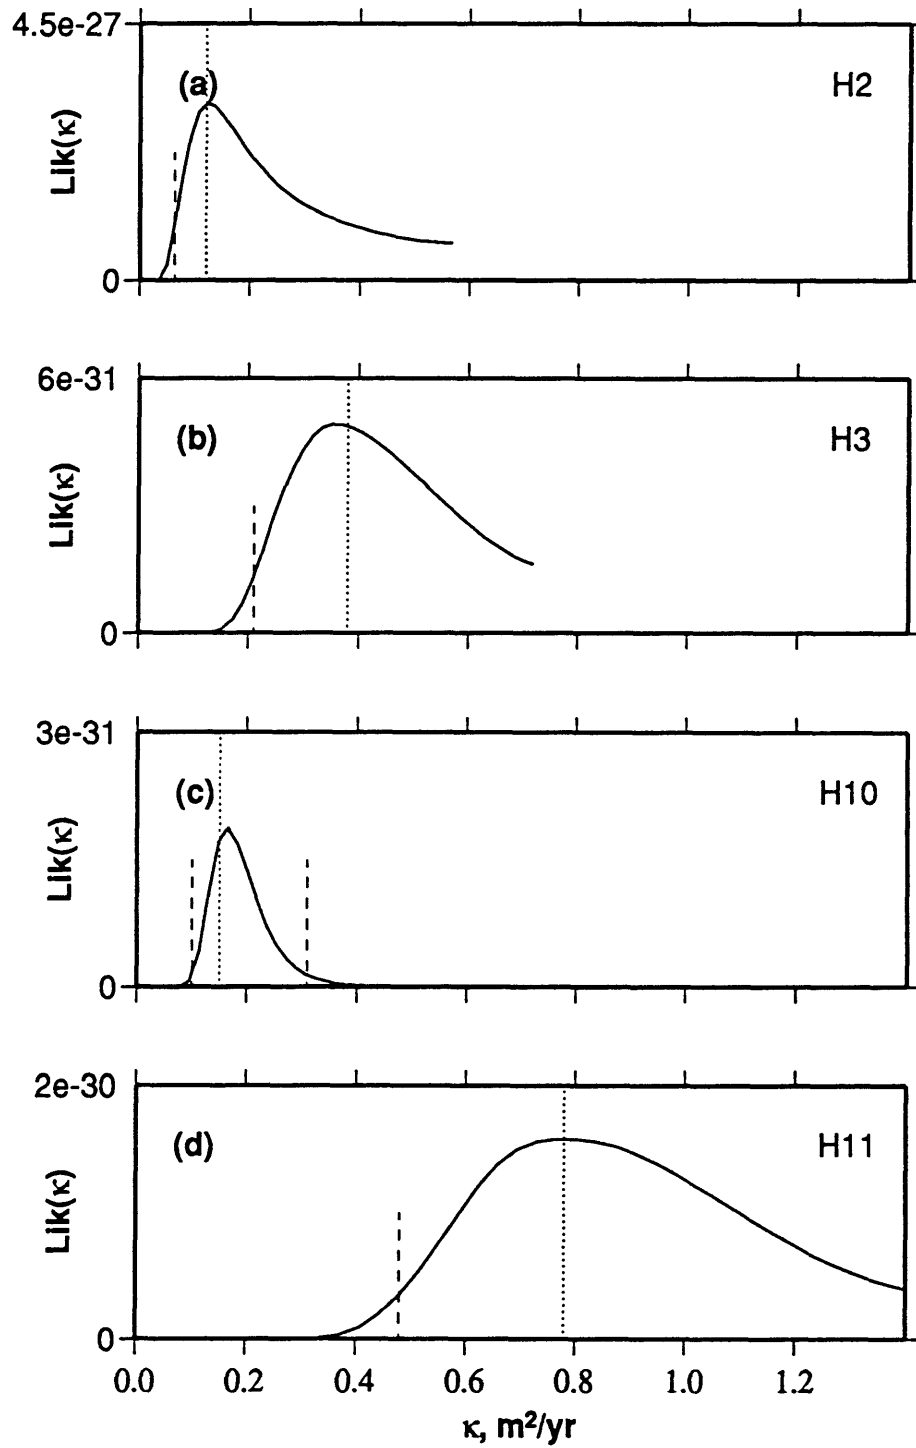 4.5e-27
(a)
H2
Lik(κ)
0
6e-31
(b)
H3
Lik(κ)
0
3e-31
(c)
H10
Lik(κ)
0
2e-30
(d)
H11
Lik(κ)
0
0.0 0.2 0.4 0.6 0.8 1.0 1.2
κ, m²/yr